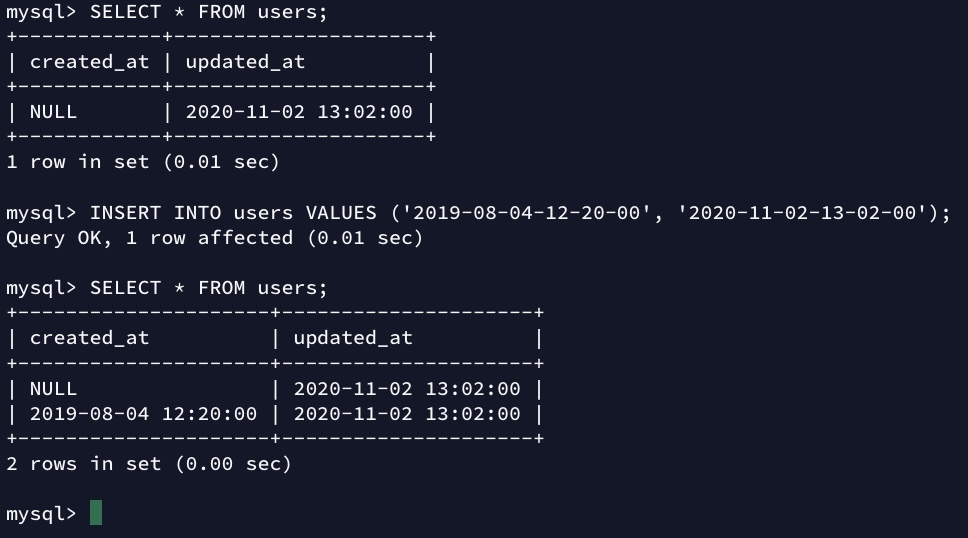 mysql> SELECT * FROM users;
+------------+---------------------+
| created_at | updated_at          |
+------------+---------------------+
| NULL       | 2020-11-02 13:02:00 |
+------------+---------------------+
1 row in set (0.01 sec)

mysql> INSERT INTO users VALUES ('2019-08-04-12-20-00', '2020-11-02-13-02-00');
Query OK, 1 row affected (0.01 sec)

mysql> SELECT * FROM users;
+---------------------+---------------------+
| created_at          | updated_at          |
+---------------------+---------------------+
| NULL                | 2020-11-02 13:02:00 |
| 2019-08-04 12:20:00 | 2020-11-02 13:02:00 |
+---------------------+---------------------+
2 rows in set (0.00 sec)

mysql>